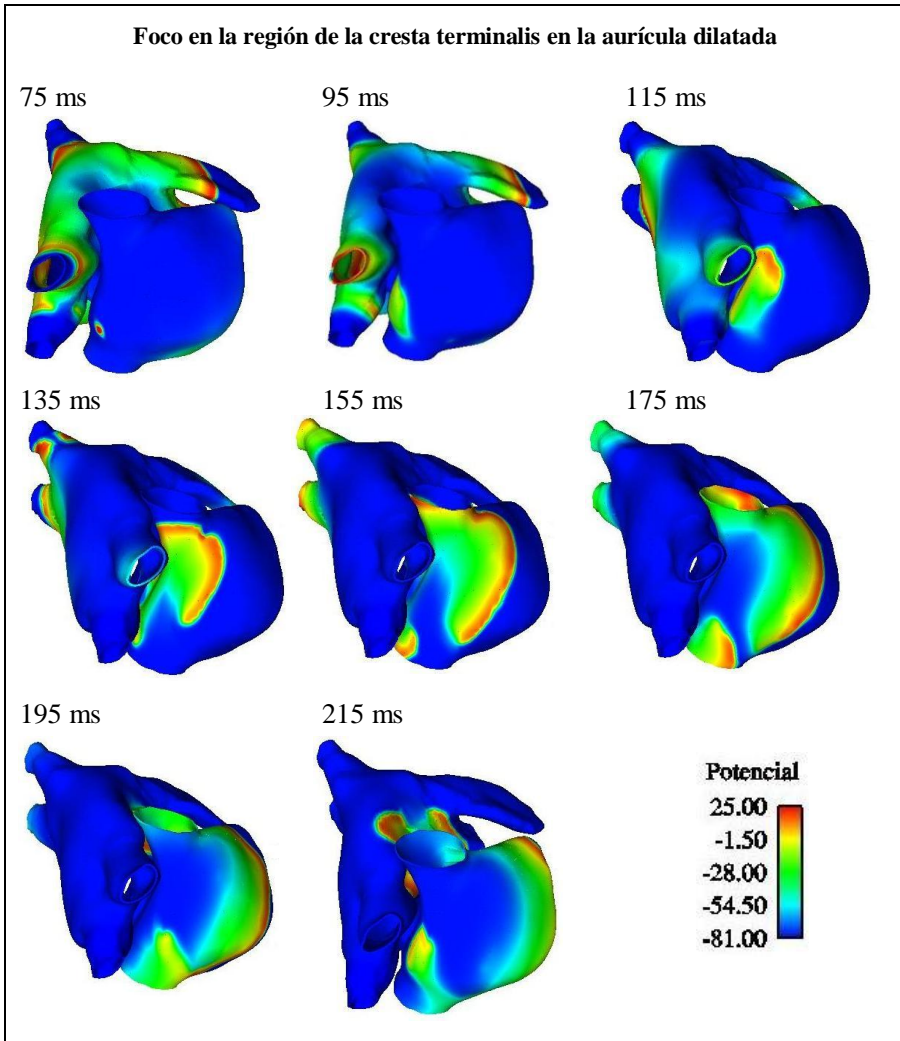 Foco en la región de la cresta terminalis en la aurícula dilatada
75 ms
95 ms
115 ms
135 ms
155 ms
175 ms
195 ms
215 ms
Potencial
25.00
-1.50
-28.00
-54.50
-81.00